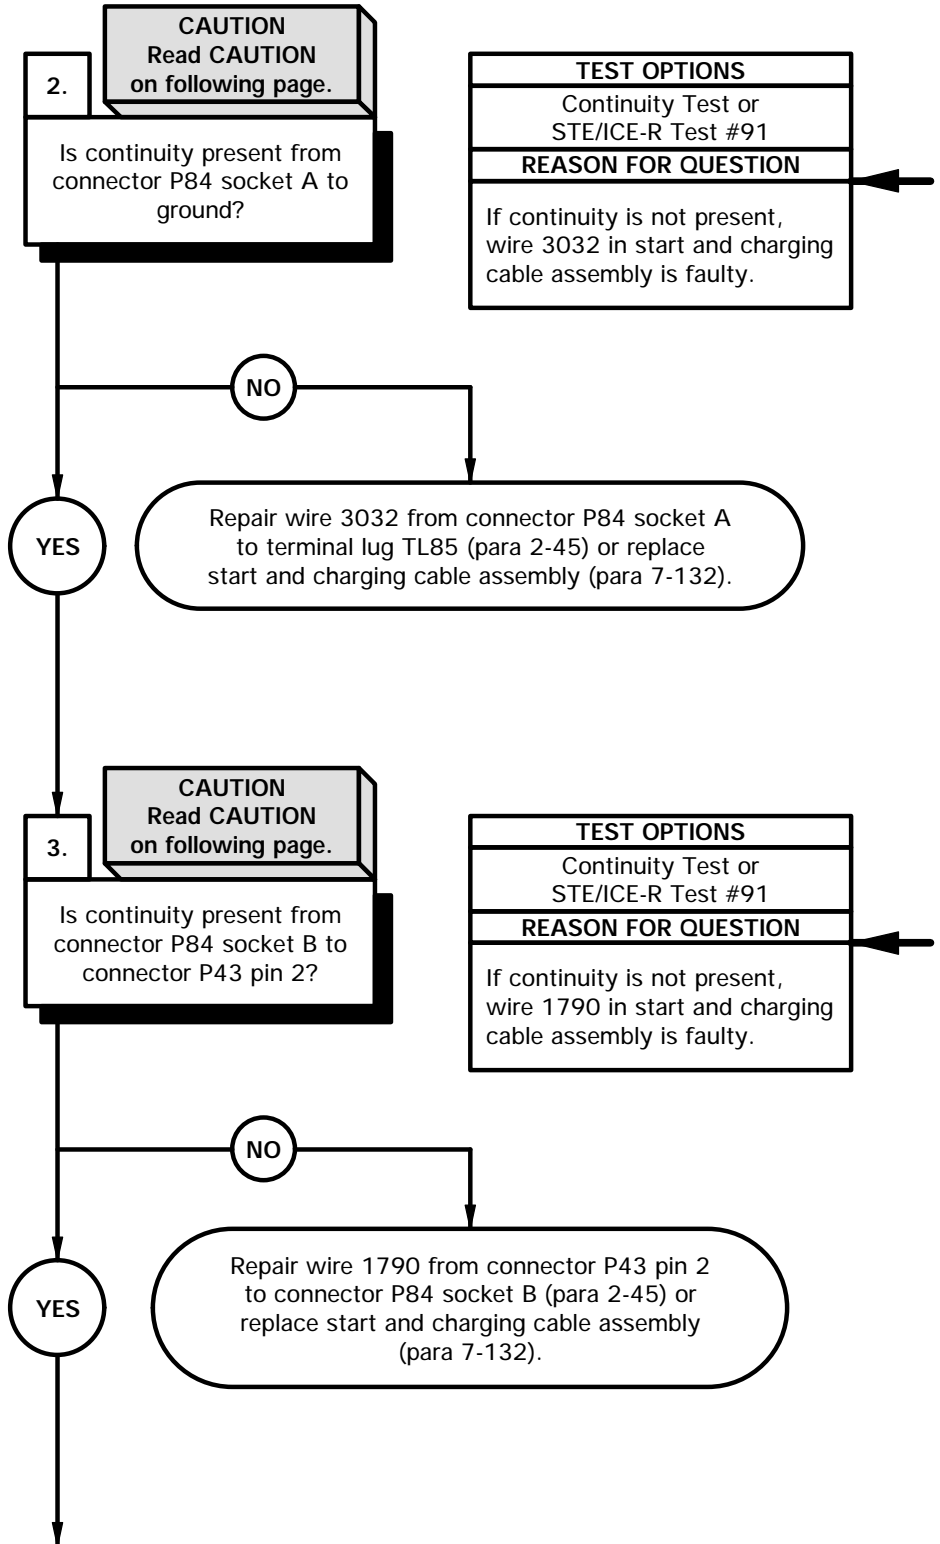 CAUTION
Read CAUTION
on following page.
2.
Is continuity present from
connector P84 socket A to
ground?
TEST OPTIONS
Continuity Test or
STE/ICE-R Test #91
REASON FOR QUESTION
If continuity is not present,
wire 3032 in start and charging
cable assembly is faulty.
NO
YES
Repair wire 3032 from connector P84 socket A
to terminal lug TL85 (para 2-45) or replace
start and charging cable assembly (para 7-132).
CAUTION
Read CAUTION
on following page.
3.
Is continuity present from
connector P84 socket B to
connector P43 pin 2?
TEST OPTIONS
Continuity Test or
STE/ICE-R Test #91
REASON FOR QUESTION
If continuity is not present,
wire 1790 in start and charging
cable assembly is faulty.
NO
YES
Repair wire 1790 from connector P43 pin 2
to connector P84 socket B (para 2-45) or
replace start and charging cable assembly
(para 7-132).